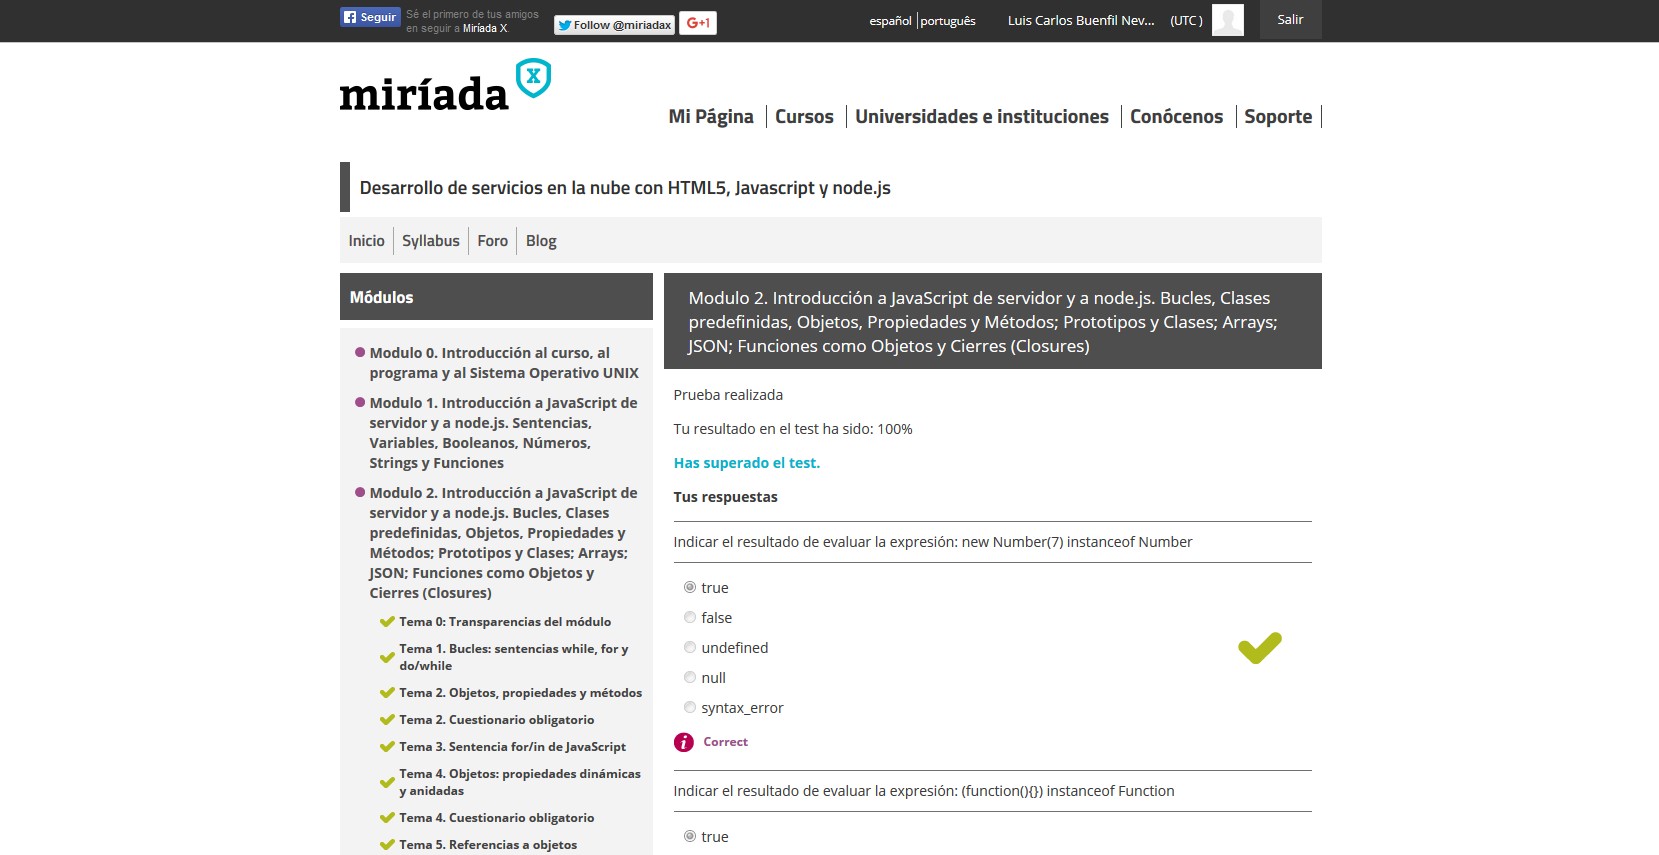 Seguir
Sé el primero de tus amigos
en seguir a Miríada X.
Follow @miriadax
G+1
español
português
Luis Carlos Buenfil Nev...
(UTC )
Salir
miríada X
Mi Página
Cursos
Universidades e instituciones
Conócenos
Soporte
Desarrollo de servicios en la nube con HTML5, Javascript y node.js
Inicio
Syllabus
Foro
Blog
Módulos
Modulo 0. Introducción al curso, al
programa y al Sistema Operativo UNIX
Modulo 1. Introducción a JavaScript de
servidor y a node.js. Sentencias,
Variables, Booleanos, Números,
Strings y Funciones
Modulo 2. Introducción a JavaScript de
servidor y a node.js. Bucles, Clases
predefinidas, Objetos, Propiedades y
Métodos; Prototipos y Clases; Arrays;
JSON; Funciones como Objetos y
Cierres (Closures)
Tema 0: Transparencias del módulo
Tema 1. Bucles: sentencias while, for y
do/while
Tema 2. Objetos, propiedades y métodos
Tema 2. Cuestionario obligatorio
Tema 3. Sentencia for/in de JavaScript
Tema 4. Objetos: propiedades dinámicas
y anidadas
Tema 4. Cuestionario obligatorio
Tema 5. Referencias a objetos
Modulo 2. Introducción a JavaScript de servidor y a node.js. Bucles, Clases
predefinidas, Objetos, Propiedades y Métodos; Prototipos y Clases; Arrays;
JSON; Funciones como Objetos y Cierres (Closures)
Prueba realizada
Tu resultado en el test ha sido: 100%
Has superado el test.
Tus respuestas
Indicar el resultado de evaluar la expresión: new Number(7) instanceof Number
true
false
undefined
null
syntax_error
i Correct
Indicar el resultado de evaluar la expresión: (function(){}) instanceof Function
true